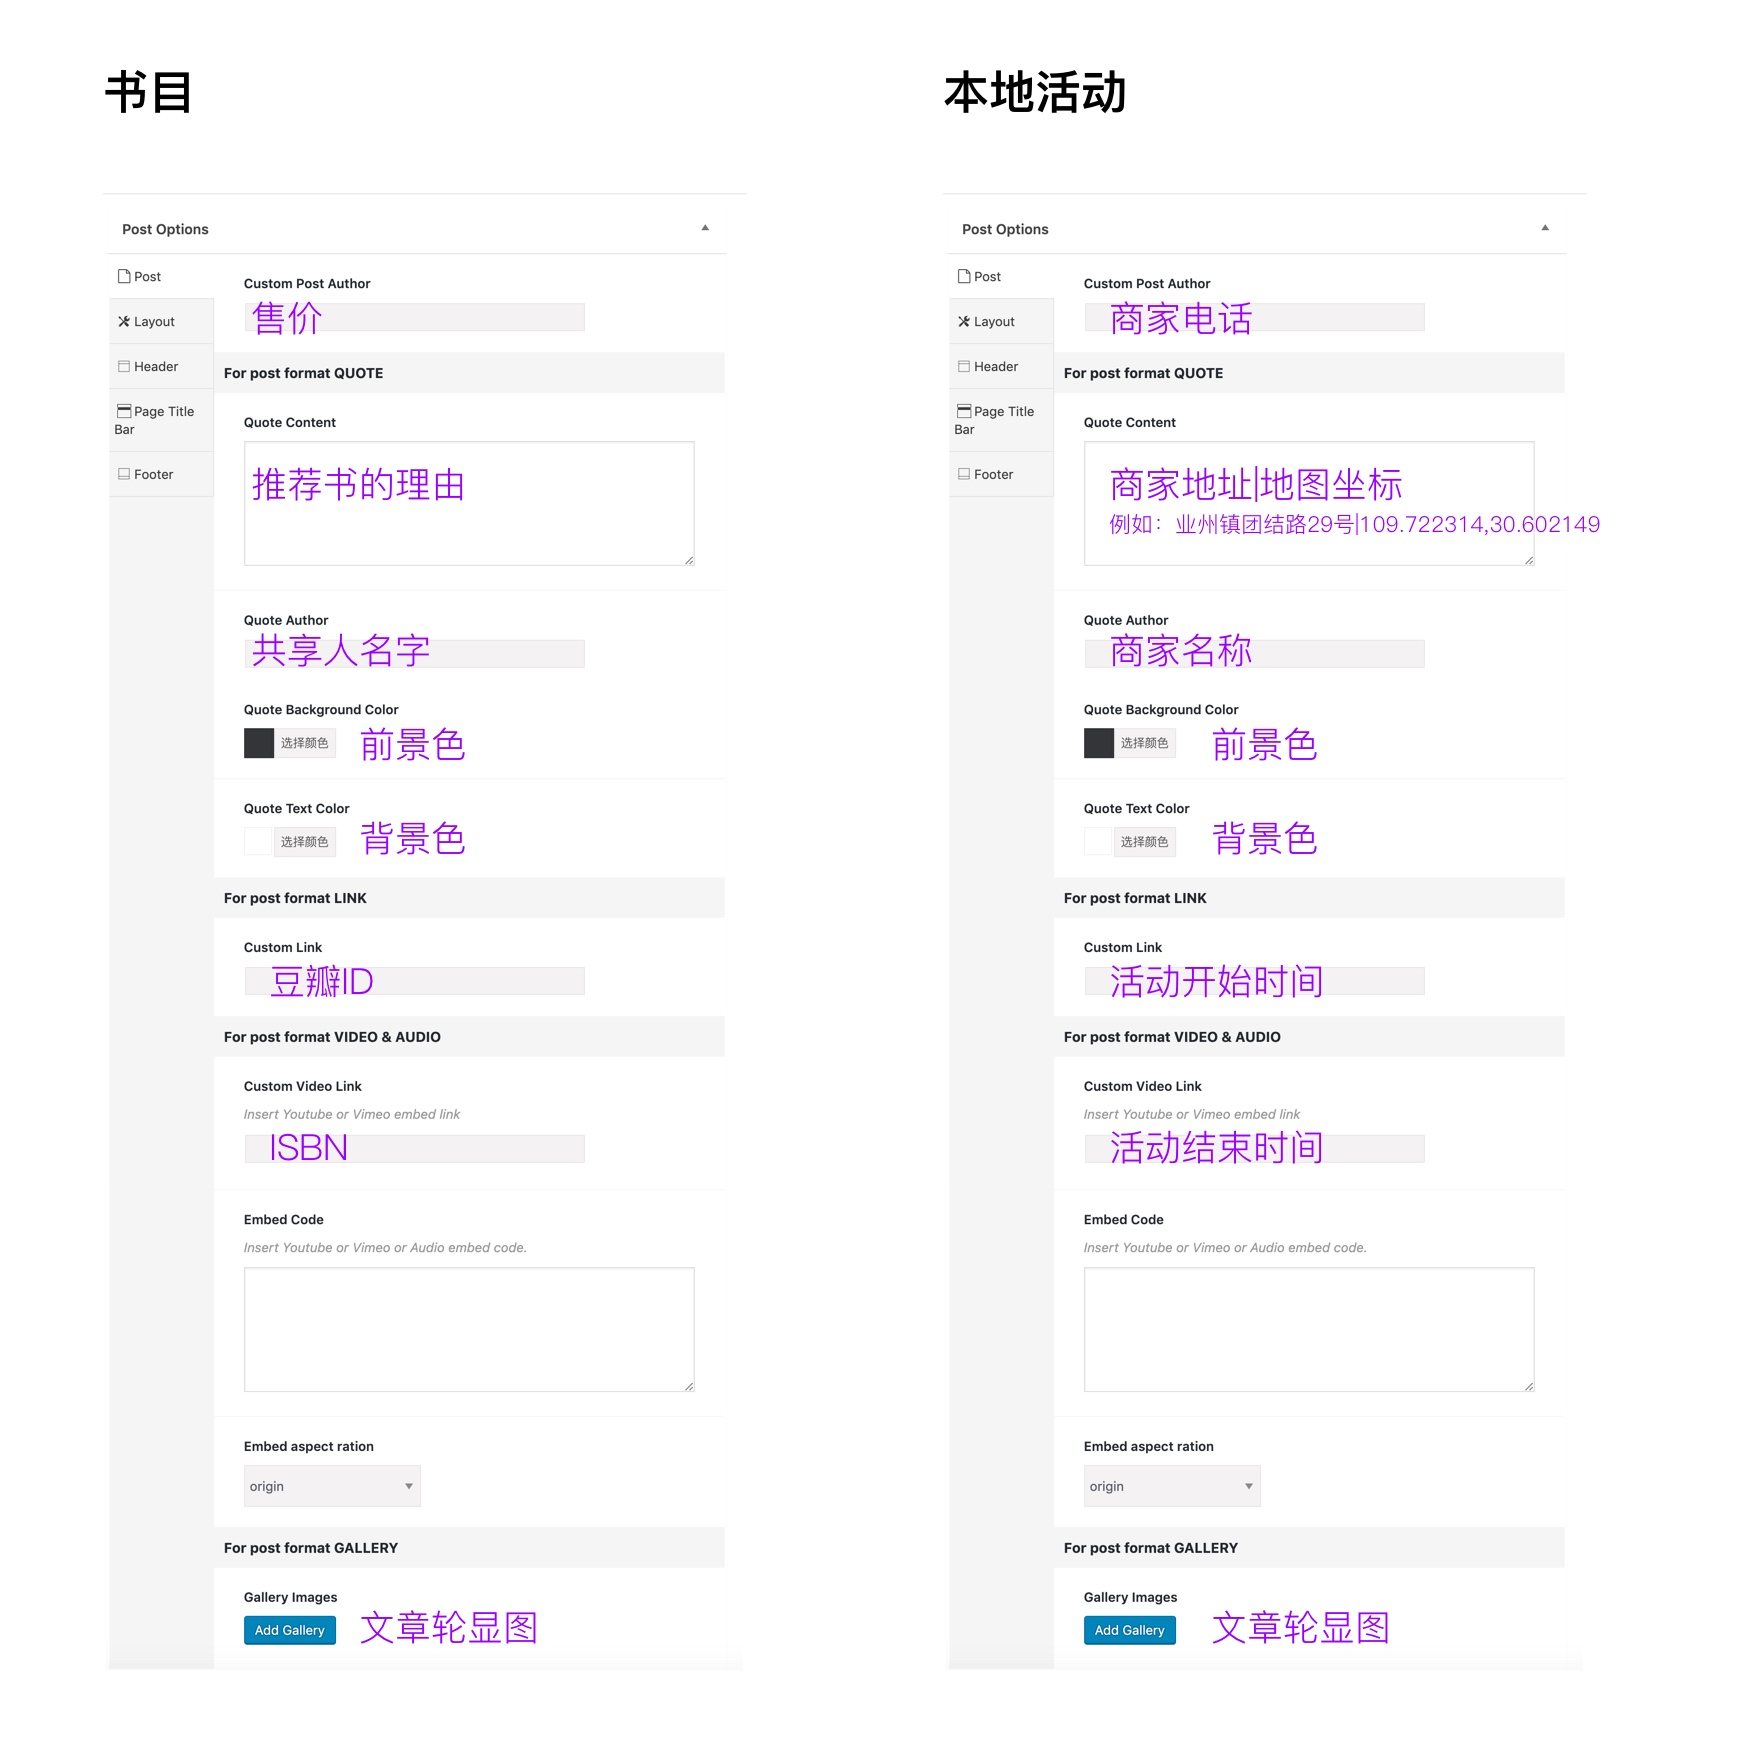 书目
Post Options
Post
Layout
Header
Page Title
Bar
Footer
Custom Post Author
售价
For post format QUOTE
Quote Content
推荐书的理由
Quote Author
共享人名字
Quote Background Color
选择颜色
前景色
Quote Text Color
选择颜色
背景色
For post format LINK
Custom Link
豆瓣ID
For post format VIDEO & AUDIO
Custom Video Link
Insert Youtube or Vimeo embed link
ISBN
Embed Code
Insert Youtube or Vimeo or Audio embed code.
Embed aspect ration
origin
For post format GALLERY
Gallery Images
Add Gallery
文章轮显图
本地活动
Post Options
Post
Layout
Header
Page Title
Bar
Footer
Custom Post Author
商家电话
For post format QUOTE
Quote Content
商家地址|地图坐标
例如：业州镇团结路29号|109.722314,30.602149
Quote Author
商家名称
Quote Background Color
选择颜色
前景色
Quote Text Color
选择颜色
背景色
For post format LINK
Custom Link
活动开始时间
For post format VIDEO & AUDIO
Custom Video Link
Insert Youtube or Vimeo embed link
活动结束时间
Embed Code
Insert Youtube or Vimeo or Audio embed code.
Embed aspect ration
origin
For post format GALLERY
Gallery Images
Add Gallery
文章轮显图